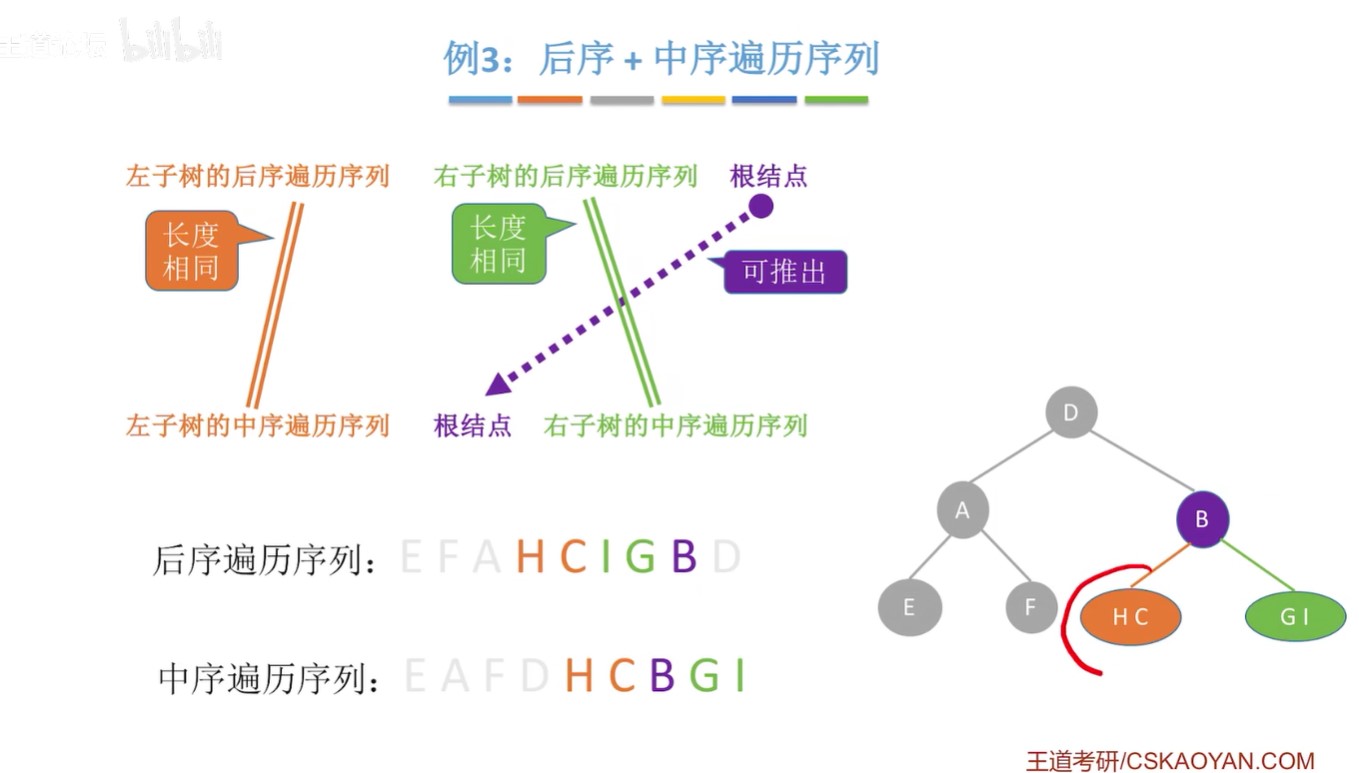 bilibili
例3：后序 + 中序遍历序列
左子树的后序遍历序列 右子树的后序遍历序列 根结点
长度
相同
长度
相同
可推出
左子树的中序遍历序列 根结点 右子树的中序遍历序列
D
A
B
E
F
H C
G I
后序遍历序列：E F A H C I G B D
中序遍历序列：E A F D H C B G I
王道考研/CSKAOYAN.COM